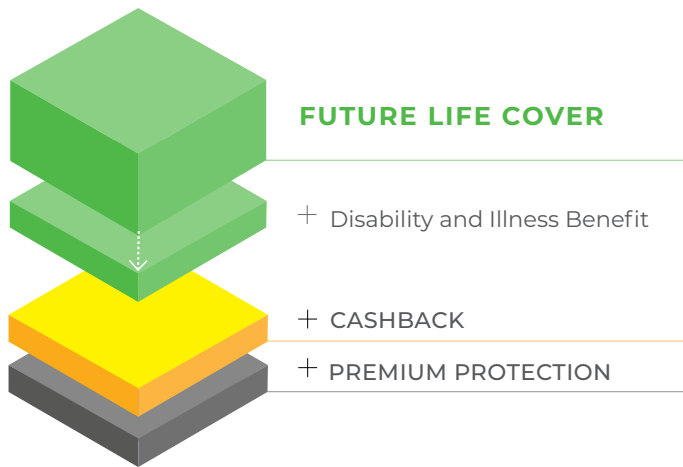 FUTURE LIFE COVER
+ Disability and Illness Benefit
+ CASHBACK
+ PREMIUM PROTECTION